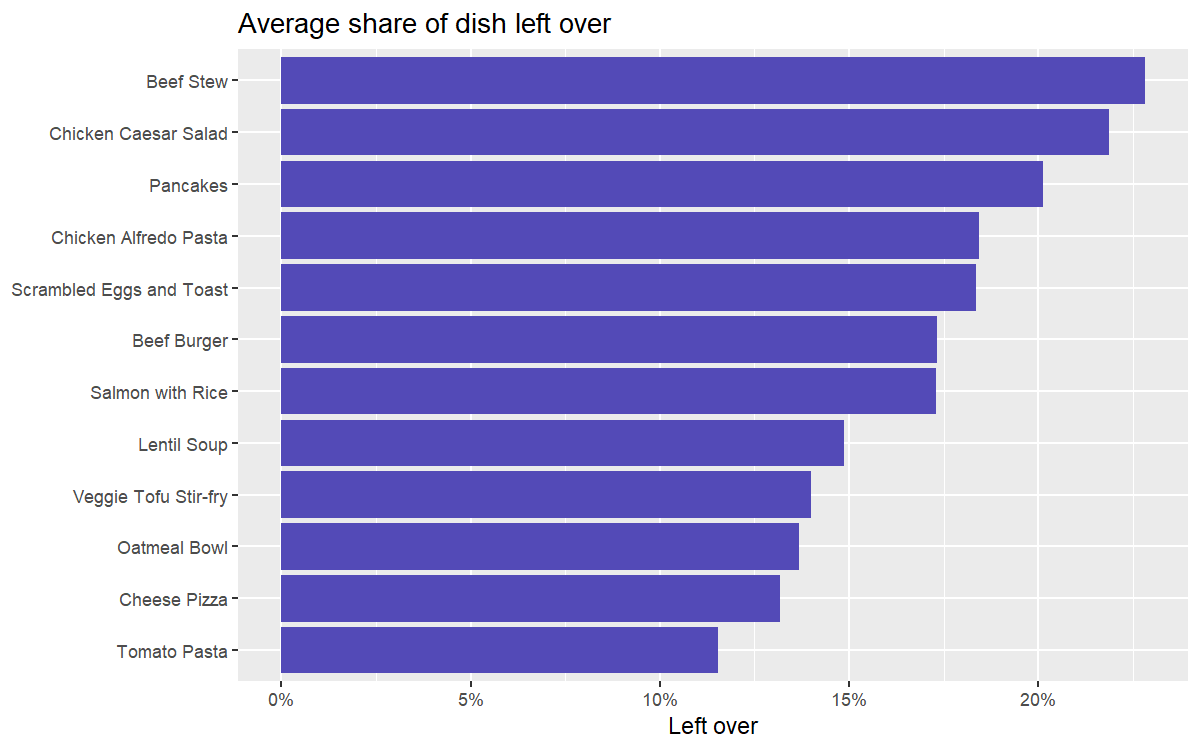 Average share of dish left over
Beef Stew
Chicken Caesar Salad
Pancakes
Chicken Alfredo Pasta
Scrambled Eggs and Toast
Beef Burger
Salmon with Rice
Lentil Soup
Veggie Tofu Stir-fry
Oatmeal Bowl
Cheese Pizza
Tomato Pasta
0% 5% 10% 15% 20%
Left over